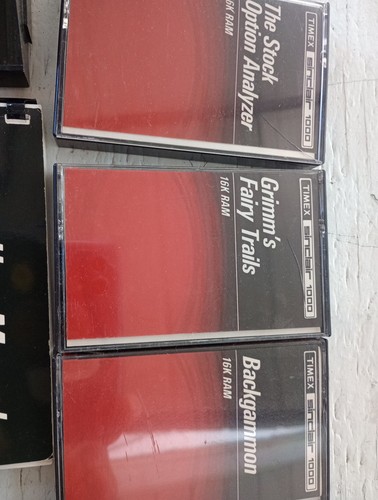 TIMEX sinclair 1000
The Stock
Option Analyzer
16K RAM
TIMEX sinclair 1000
Grimm's
Fairy Trails
16K RAM
TIMEX sinclair 1000
Backgammon
16K RAM